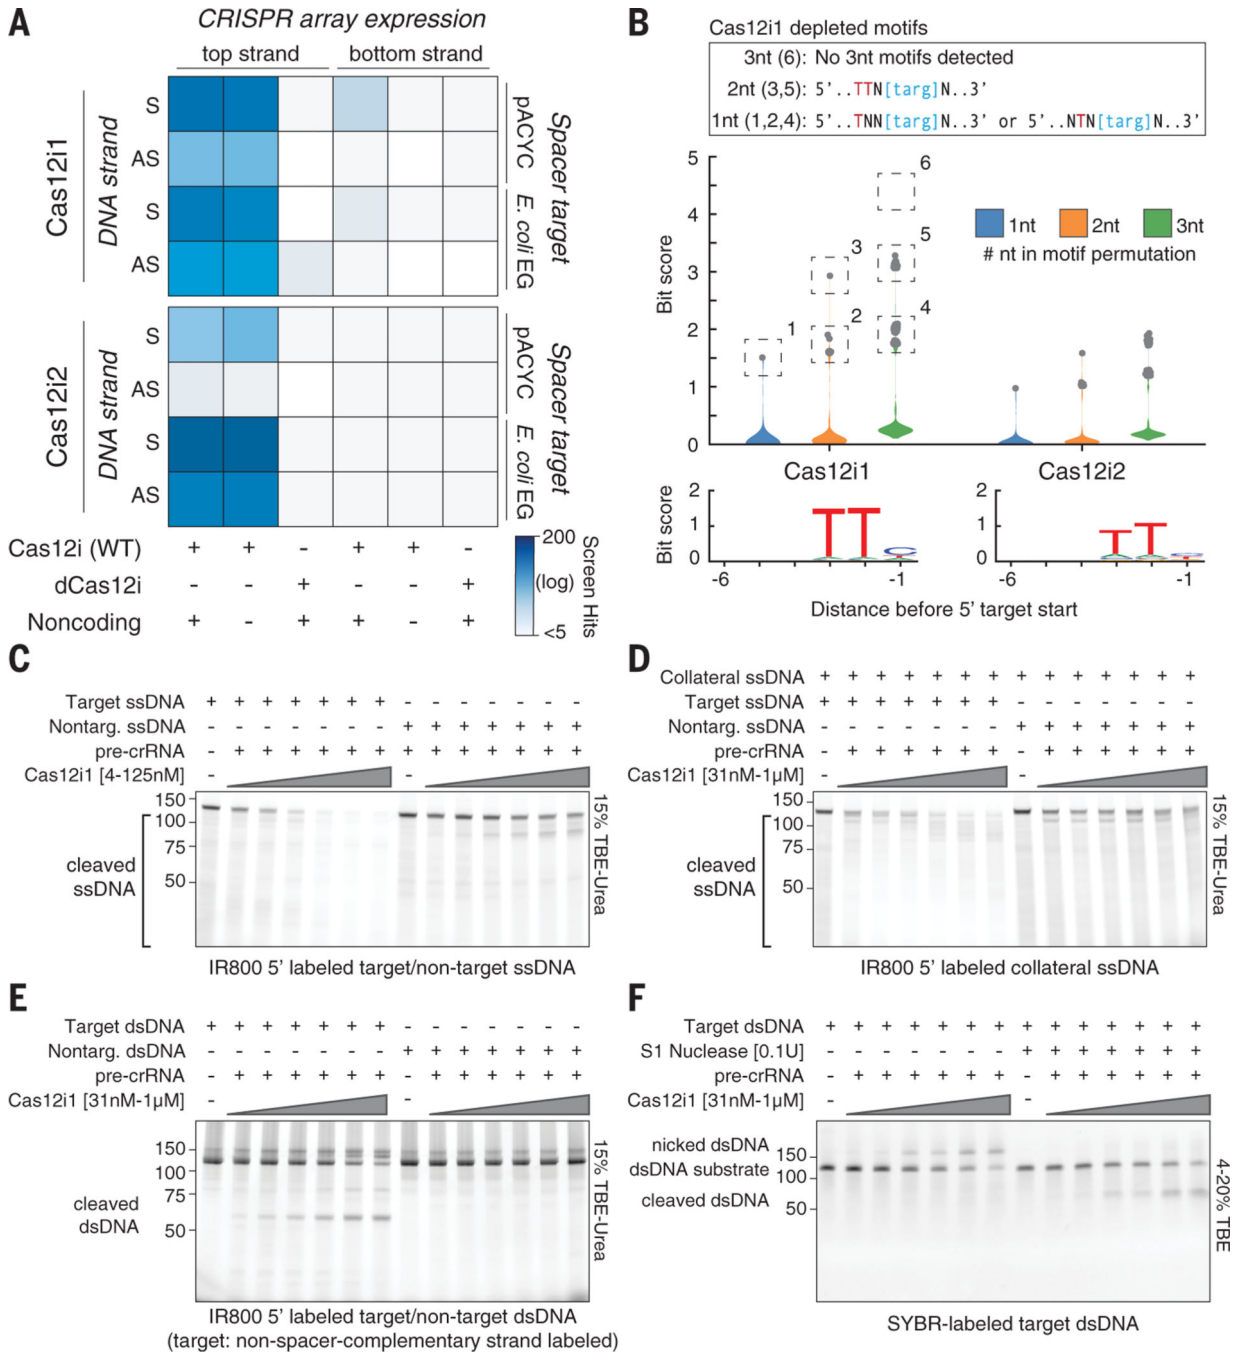 A
CRISPR array expression
top strand
bottom strand
Cas12i1
DNA strand
S
AS
S
AS
pACYC
E. coli EG
Spacer target
Cas12i2
DNA strand
S
AS
S
AS
pACYC
E. coli EG
Spacer target
Cas12i (WT) + + - + + -
dCas12i - - + - - +
Noncoding + - + + - +
200
(log)
<5
Screen Hits
B
Cas12i1 depleted motifs
3nt (6): No 3nt motifs detected
2nt (3,5): 5'..TTN[targ]N..3'
1nt (1,2,4): 5'..TNN[targ]N..3' or 5'..NTN[targ]N..3'
Bit score
5
4
3
2
1
0
1
2
3
4
5
6
1nt 2nt 3nt
# nt in motif permutation
Cas12i1
Cas12i2
Bit score
2
1
0
TTC
-6 -1
2
1
0
TT
-6 -1
Distance before 5' target start
C
Target ssDNA + + + + + + + - - - - - - -
Nontarg. ssDNA - - - - - - - + + + + + + +
pre-crRNA - + + + + + + + + + + + + +
Cas12i1 [4-125nM] - -
150
100
75
50
cleaved
ssDNA
15% TBE-Urea
IR800 5' labeled target/non-target ssDNA
D
Collateral ssDNA + + + + + + + + + + + + + +
Target ssDNA + + + + + + + - - - - - - -
Nontarg. ssDNA - - - - - - - + + + + + + +
pre-crRNA - + + + + + + - + + + + + +
Cas12i1 [31nM-1µM] - -
150
100
75
50
cleaved
ssDNA
15% TBE-Urea
IR800 5' labeled collateral ssDNA
E
Target dsDNA + + + + + + + - - - - - - -
Nontarg. dsDNA - - - - - - - + + + + + + +
pre-crRNA - + + + + + + - + + + + + +
Cas12i1 [31nM-1µM] - -
150
100
75
50
cleaved
dsDNA
15% TBE-Urea
IR800 5' labeled target/non-target dsDNA
(target: non-spacer-complementary strand labeled)
F
Target dsDNA + + + + + + + + + + + + + +
S1 Nuclease [0.1U] - - - - - - - + + + + + + +
pre-crRNA - + + + + + + - + + + + + +
Cas12i1 [31nM-1µM] - -
nicked dsDNA
dsDNA substrate
cleaved dsDNA
150
100
50
4-20% TBE
SYBR-labeled target dsDNA